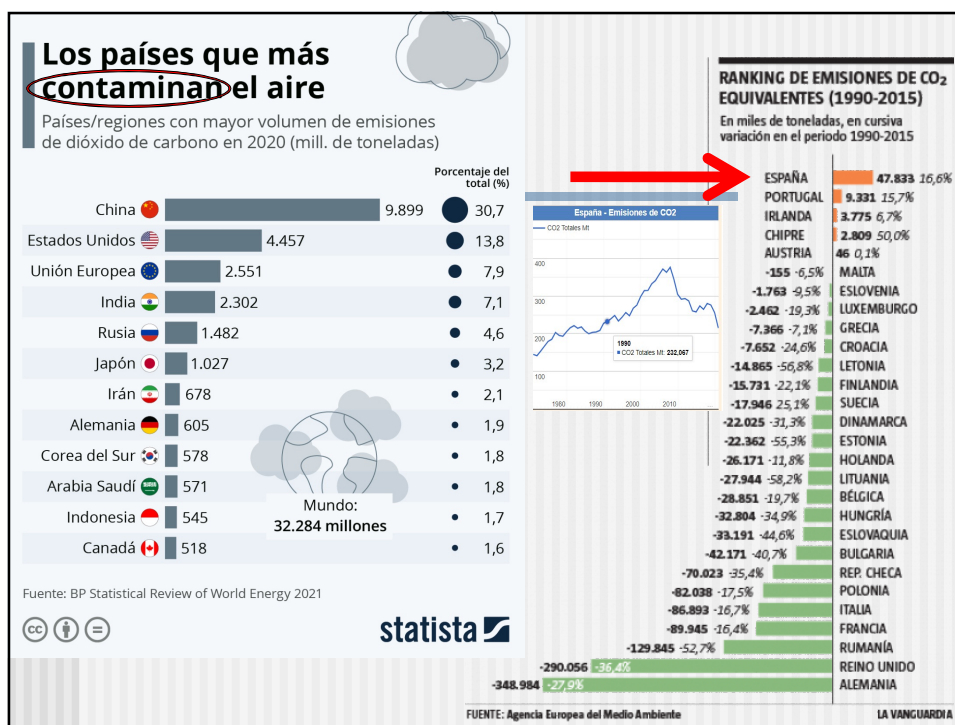 Los países que más
contaminan el aire
Países/regiones con mayor volumen de emisiones
de dióxido de carbono en 2020 (mill. de toneladas)
Porcentaje del
total (%)
China 9.899 30,7
Estados Unidos 4.457 13,8
Unión Europea 2.551 7,9
India 2.302 7,1
Rusia 1.482 4,6
Japón 1.027 3,2
Irán 678 2,1
Alemania 605 1,9
Corea del Sur 578 1,8
Arabia Saudí 571 1,8
Indonesia 545 1,7
Canadá 518 1,6
Mundo:
32.284 millones
Fuente: BP Statistical Review of World Energy 2021
cc
statista
España - Emisiones de CO2
CO2 Totales Mt
400
300
200
100
1990
CO2 Totales Mt: 232,067
1980 1990 2000 2010
RANKING DE EMISIONES DE CO2
EQUIVALENTES (1990-2015)
En miles de toneladas, en cursiva
variación en el periodo 1990-2015
ESPAÑA 47.833 16,6%
PORTUGAL 9.331 15,7%
IRLANDA 3.775 6,7%
CHIPRE 2.809 50,0%
AUSTRIA 46 0,1%
-155 -6,5% MALTA
-1.763 -9,5% ESLOVENIA
-2.462 -19,3% LUXEMBURGO
-7.366 -7,1% GRECIA
-7.652 -24,6% CROACIA
-14.865 -56,8% LETONIA
-15.731 -22,1% FINLANDIA
-17.946 25,1% SUECIA
-22.025 -31,3% DINAMARCA
-22.362 -55,3% ESTONIA
-26.171 -11,8% HOLANDA
-27.944 -58,2% LITUANIA
-28.851 -19,7% BÉLGICA
-32.804 -34,9% HUNGRÍA
-33.191 -44,6% ESLOVAQUIA
-42.171 -40,7% BULGARIA
-70.023 -35,4% REP. CHECA
-82.038 -17,5% POLONIA
-86.893 -16,7% ITALIA
-89.945 -16,4% FRANCIA
-129.845 -52,7% RUMANÍA
-290.056 -36,4% REINO UNIDO
-348.984 -27,9% ALEMANIA
FUENTE: Agencia Europea del Medio Ambiente LA VANGUARDIA